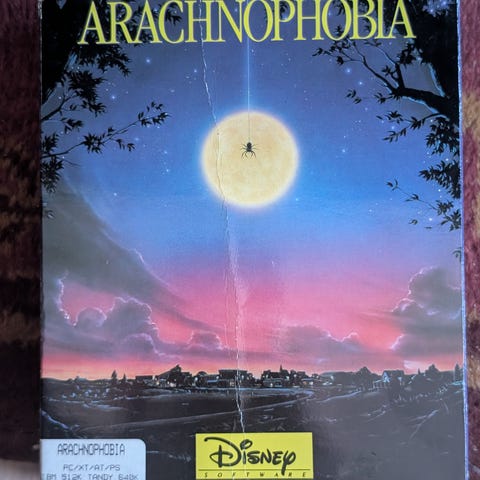 ARACHNOPHOBIA
Disney
SOFTWARE
ARACHNOPHOBIA
PC/XT/AT/PS
BM 512K TANDY 640K